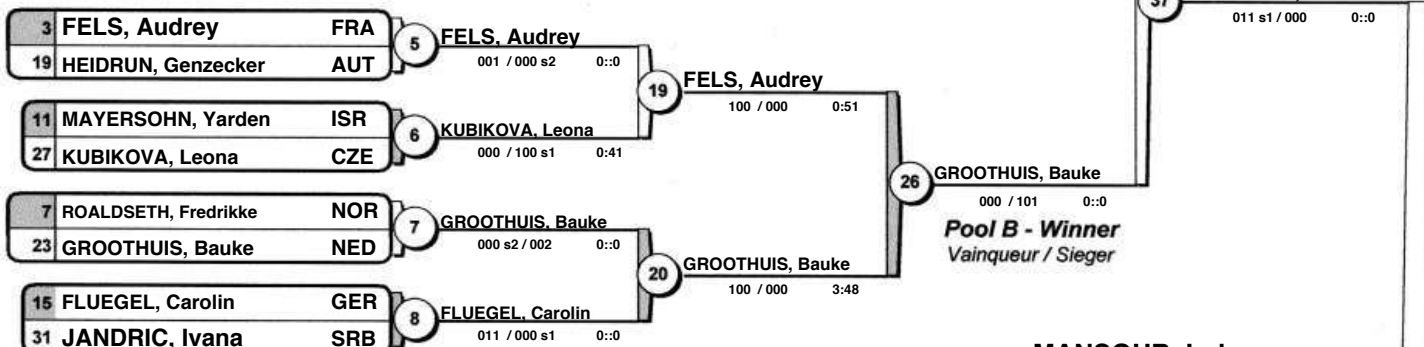 37
011 s1 / 000 0::0
3 FELS, Audrey FRA
19 HEIDRUN, Genzecker AUT
5
FELS, Audrey
001 / 000 s2 0::0
11 MAYERSOHN, Yarden ISR
27 KUBIKOVA, Leona CZE
6
KUBIKOVA, Leona
000 / 100 s1 0:41
19
FELS, Audrey
100 / 000 0:51
7 ROALDSETH, Fredrikke NOR
23 GROOTHUIS, Bauke NED
7
GROOTHUIS, Bauke
000 s2 / 002 0::0
15 FLUEGEL, Carolin GER
31 JANDRIC, Ivana SRB
8
FLUEGEL, Carolin
011 / 000 s1 0::0
20
GROOTHUIS, Bauke
100 / 000 3:48
26
GROOTHUIS, Bauke
000 / 101 0::0
Pool B - Winner
Vainqueur / Sieger